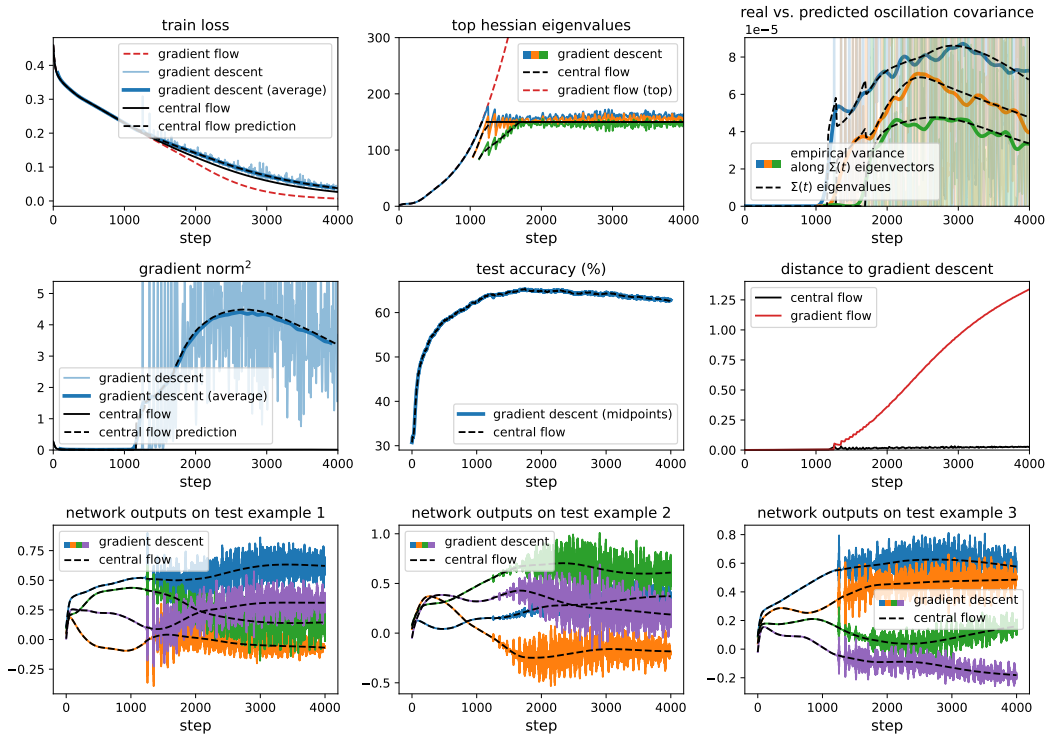 train loss
gradient flow
gradient descent
gradient descent (average)
central flow
central flow prediction
0.4
0.3
0.2
0.1
0.0
0 1000 2000 3000 4000
step
top hessian eigenvalues
gradient descent
central flow
gradient flow (top)
300
200
100
0
0 1000 2000 3000 4000
step
real vs. predicted oscillation covariance
1e−5
empirical variance
along Σ(t) eigenvectors
Σ(t) eigenvalues
8
6
4
2
0
0 1000 2000 3000 4000
step
gradient norm²
gradient descent
gradient descent (average)
central flow
central flow prediction
5
4
3
2
1
0
0 1000 2000 3000 4000
step
test accuracy (%)
gradient descent (midpoints)
central flow
60
50
40
30
0 1000 2000 3000 4000
step
distance to gradient descent
central flow
gradient flow
1.25
1.00
0.75
0.50
0.25
0.00
0 1000 2000 3000 4000
step
network outputs on test example 1
gradient descent
central flow
0.75
0.50
0.25
0.00
−0.25
0 1000 2000 3000 4000
step
network outputs on test example 2
gradient descent
central flow
1.0
0.5
0.0
−0.5
0 1000 2000 3000 4000
step
network outputs on test example 3
gradient descent
central flow
0.8
0.6
0.4
0.2
0.0
−0.2
0 1000 2000 3000 4000
step